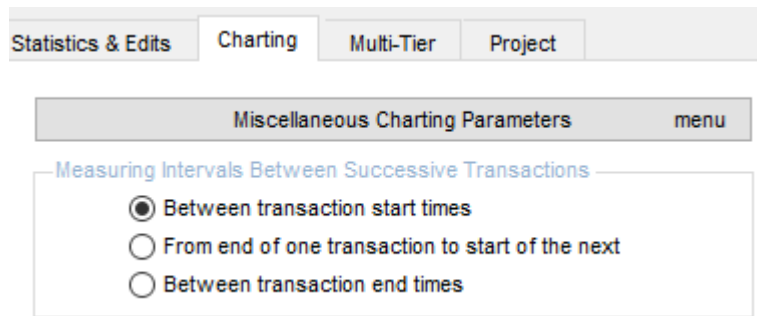 Statistics & Edits Charting Multi-Tier Project
Miscellaneous Charting Parameters menu
Measuring Intervals Between Successive Transactions
Between transaction start times
From end of one transaction to start of the next
Between transaction end times